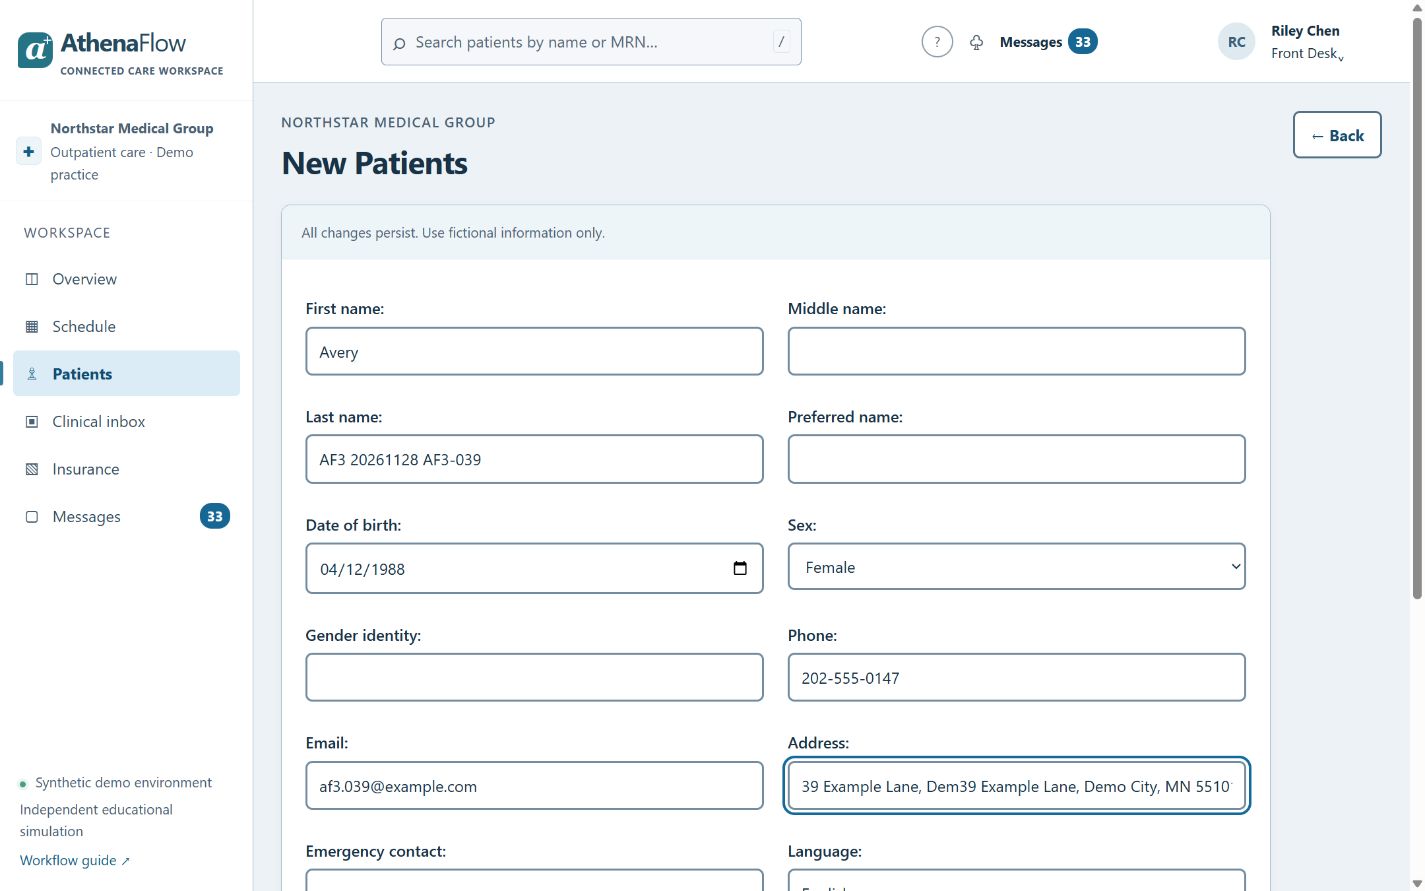 AthenaFlow
CONNECTED CARE WORKSPACE
Search patients by name or MRN...
/
?
Messages 33
RC
Riley Chen
Front Desk
Northstar Medical Group
Outpatient care · Demo
practice
WORKSPACE
Overview
Schedule
Patients
Clinical inbox
Insurance
Messages 33
Synthetic demo environment
Independent educational
simulation
Workflow guide ↗
NORTHSTAR MEDICAL GROUP
New Patients
← Back
All changes persist. Use fictional information only.
First name:
Avery
Middle name:
Last name:
AF3 20261128 AF3-039
Preferred name:
Date of birth:
04/12/1988
Sex:
Female
Gender identity:
Phone:
202-555-0147
Email:
af3.039@example.com
Address:
39 Example Lane, Dem39 Example Lane, Demo City, MN 5510
Emergency contact:
Language: